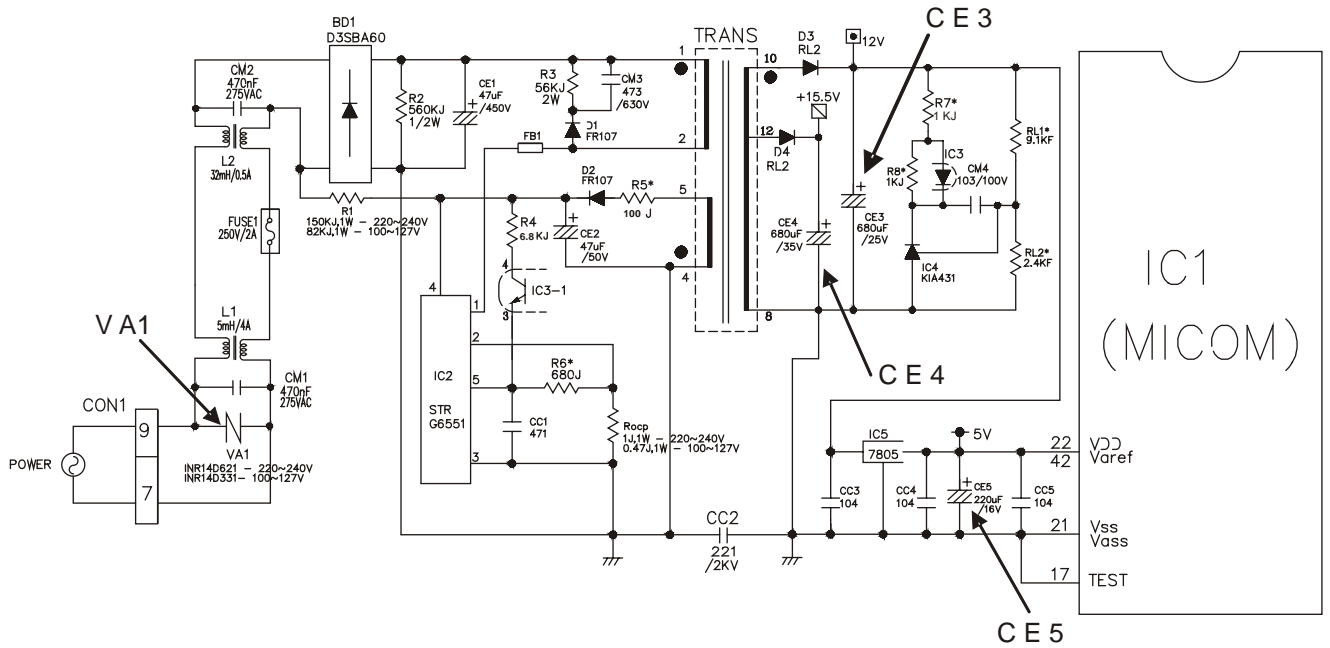 BD1
D3SBA60
CM2
470nF
275VAC
L2
32mH/0.5A
FUSE1
250V/2A
L1
5mH/4A
VA1
CM1
470nF
275VAC
CON1
9
7
POWER
VA1
INR14D621 - 220~240V
INR14D331- 100~127V
R2
560KJ
1/2W
CE1
47uF
/450V
+
R3
56KJ
2W
CM3
473
/630V
D1
FR107
FB1
R1
150KJ,1W - 220~240V
82KJ,1W - 100~127V
D2
FR107
R5*
100 J
R4
6.8 KJ
+
CE2
47uF
/50V
4
IC3-1
3
4
1
2
5
3
IC2
STR
G6551
R6*
680J
CC1
471
Rocp
1J,1W - 220~240V
0.47J,1W - 100~127V
TRANS
1
2
5
4
10
12
8
D3
RL2
12V
CE3
+15.5V
D4
RL2
+
CE3
680uF
/25V
+
CE4
680uF
/35V
CE4
R7*
1 KJ
R8*
1KJ
IC3
CM4
103/100V
RL1*
9.1KF
RL2*
2.4KF
IC4
KIA431
CC2
221
/2KV
IC5
7805
5V
CC3
104
CC4
104
+
CE5
220uF
/16V
CC5
104
CE5
IC1
(MICOM)
22
42
VDD
Varef
21
Vss
Vass
17
TEST